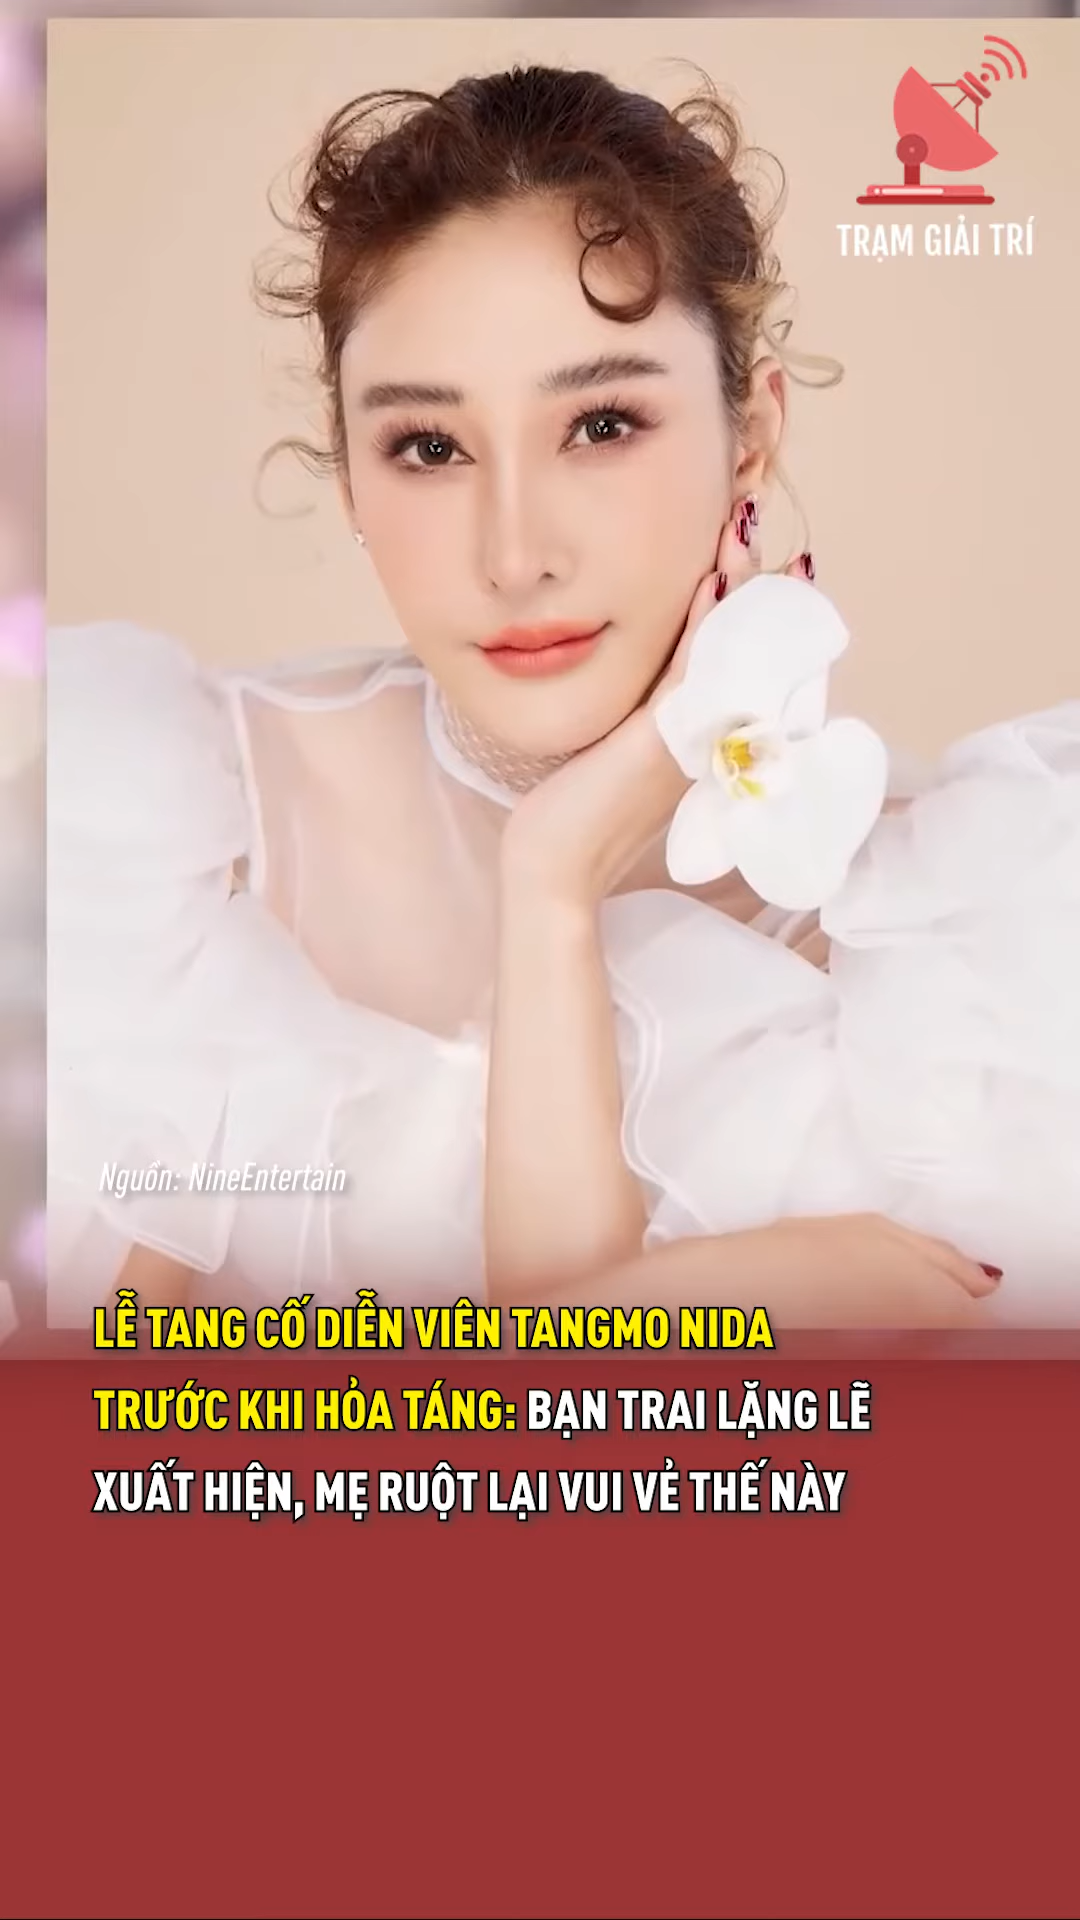 TRẠM GIẢI TRÍ
Nguồn: NineEntertain
LỄ TANG CỐ DIỄN VIÊN TANGMO NIDA
TRƯỚC KHI HỎA TÁNG: BẠN TRAI LẶNG LẼ
XUẤT HIỆN, MẸ RUỘT LẠI VUI VẺ THẾ NÀY